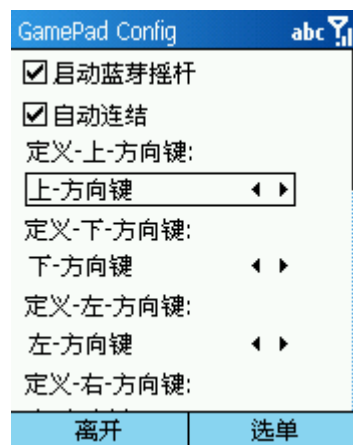 GamePad Config abc
启动蓝芽摇杆
自动连结
定义-上-方向键:
上-方向键
定义-下-方向键:
下-方向键
定义-左-方向键:
左-方向键
定义-右-方向键:
离开 选单